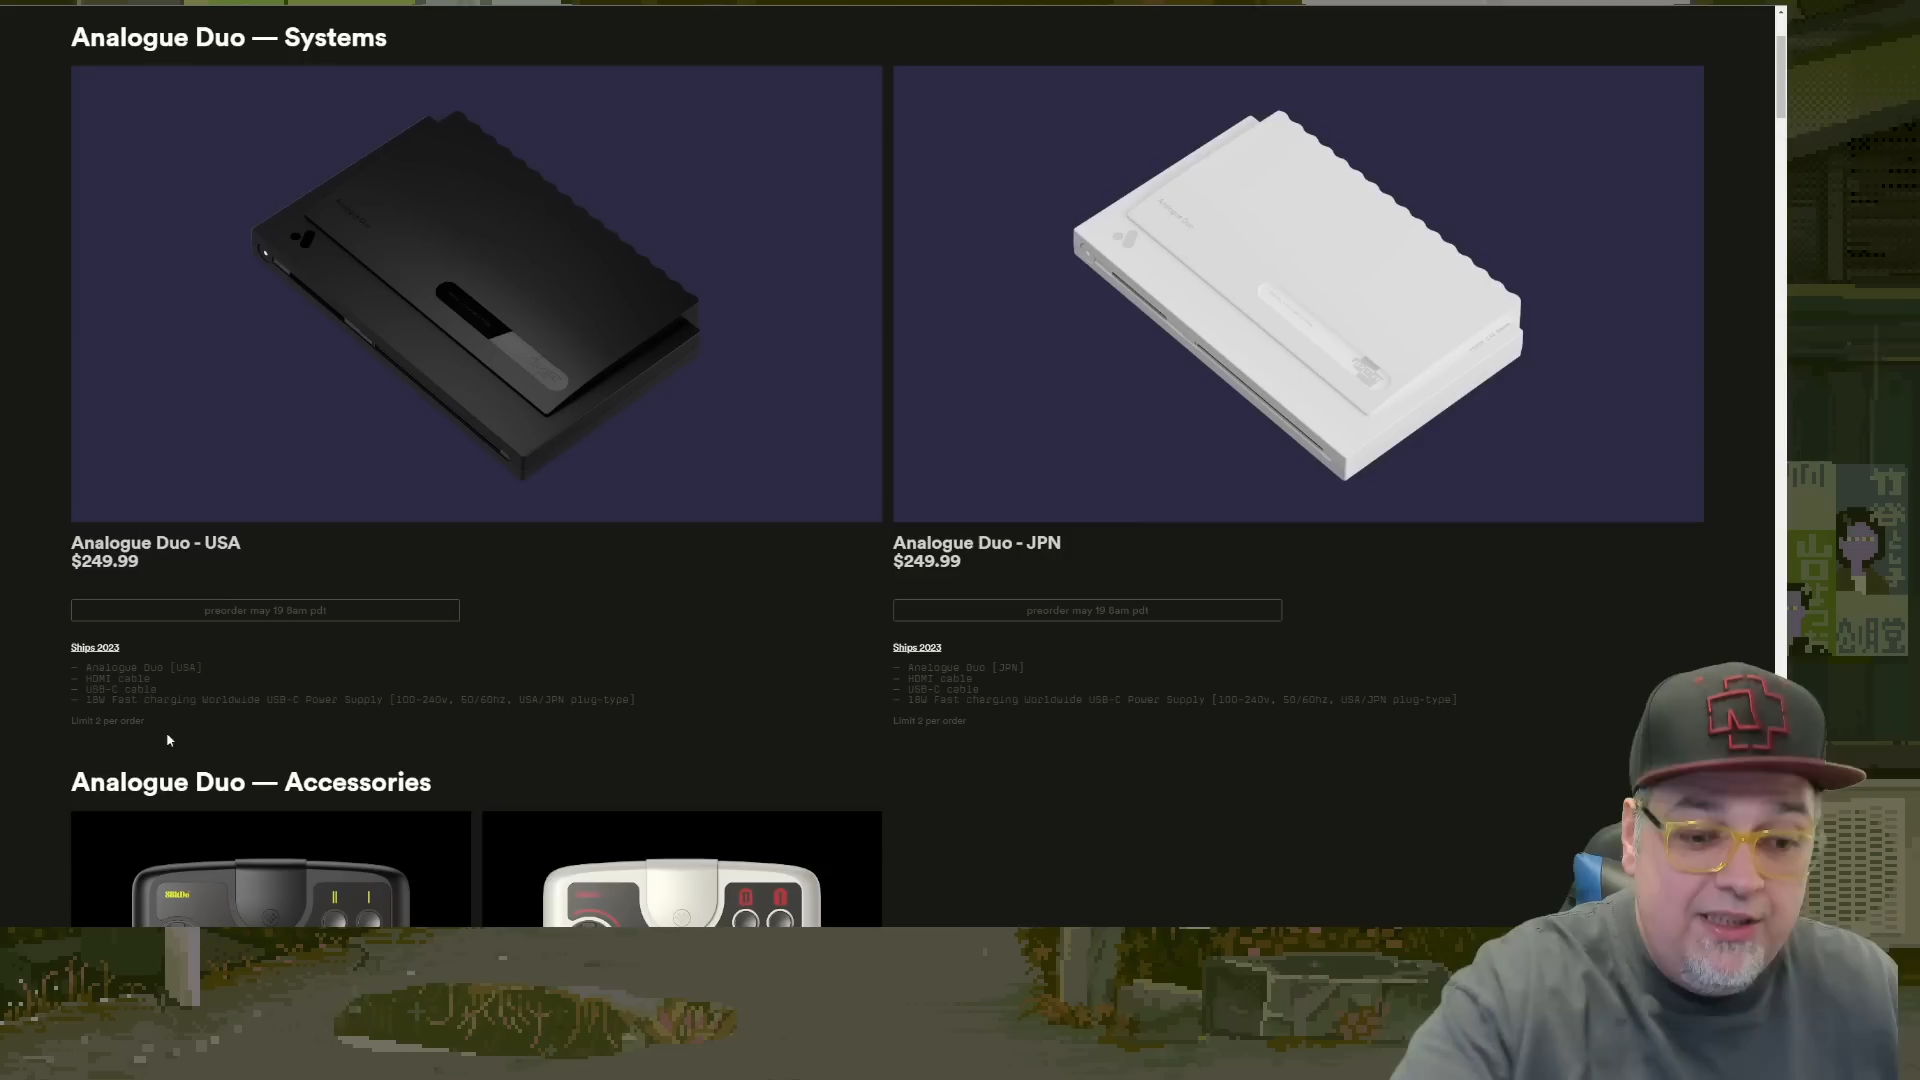 Analogue Duo — Systems
Analogue Duo - USA
$249.99
preorder may 19 8am pdt
Ships 2023
— Analogue Duo [USA]
— HDMI cable
— USB-C cable
— 18W Fast charging Worldwide USB-C Power Supply [100-240v, 50/60hz, USA/JPN plug-type]
Limit 2 per order
Analogue Duo - JPN
$249.99
preorder may 19 8am pdt
Ships 2023
— Analogue Duo [JPN]
— HDMI cable
— USB-C cable
— 18W Fast charging Worldwide USB-C Power Supply [100-240v, 50/60hz, USA/JPN plug-type]
Limit 2 per order
Analogue Duo — Accessories
8BitDo
II I
II I